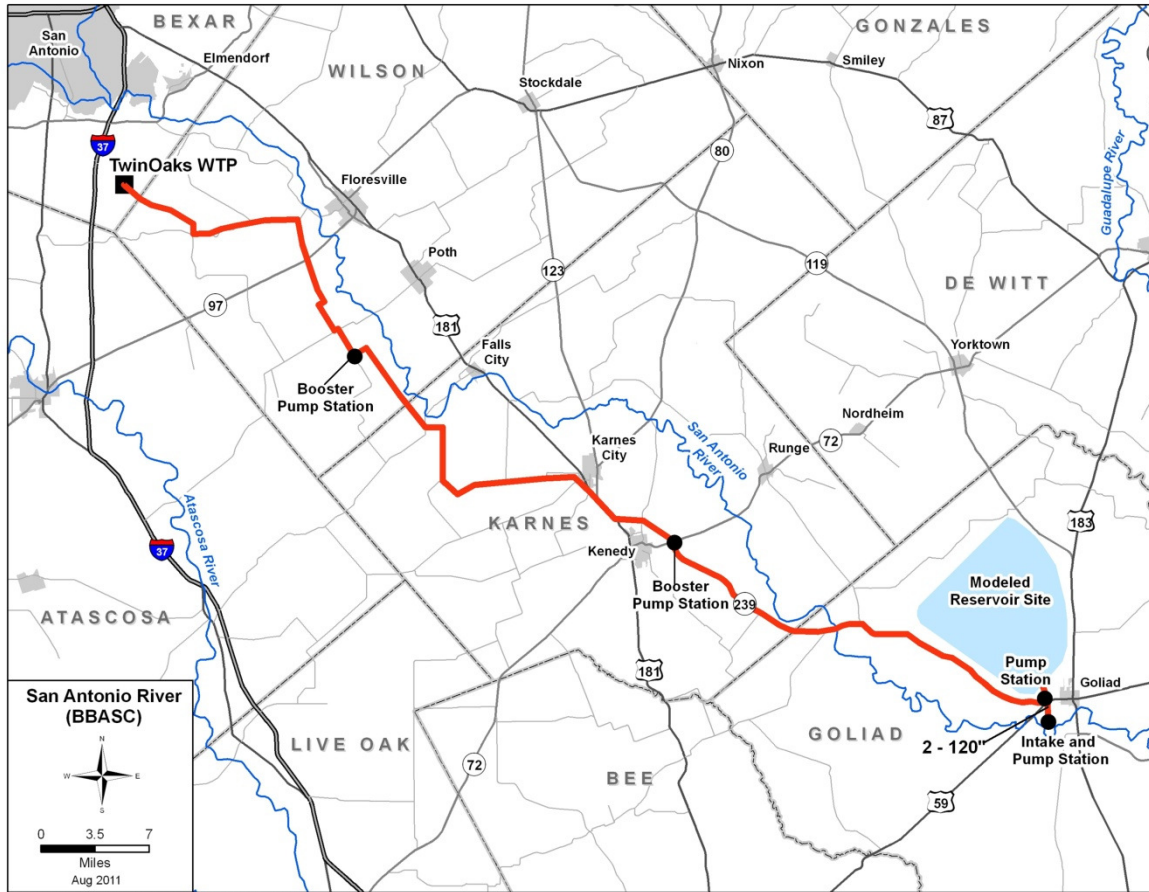 BEXAR
GONZALES
San
Antonio
Elmendorf
WILSON
Nixon
Smiley
Stockdale
87
37
TwinOaks WTP
80
Floresville
Guadalupe River
Poth
123
119
DE WITT
97
181
Falls
City
Yorktown
Booster
Pump Station
Nordheim
Karnes
City
San Antonio
River
Runge
72
Atascosa River
KARNES
183
37
Kenedy
Booster
Pump Station
239
Modeled
Reservoir Site
ATASCOSA
181
Pump
Station
Goliad
San Antonio River
(BBASC)
N
W
E
S
LIVE OAK
GOLIAD
2 - 120"
Intake and
Pump Station
72
BEE
59
0 3.5 7
Miles
Aug 2011